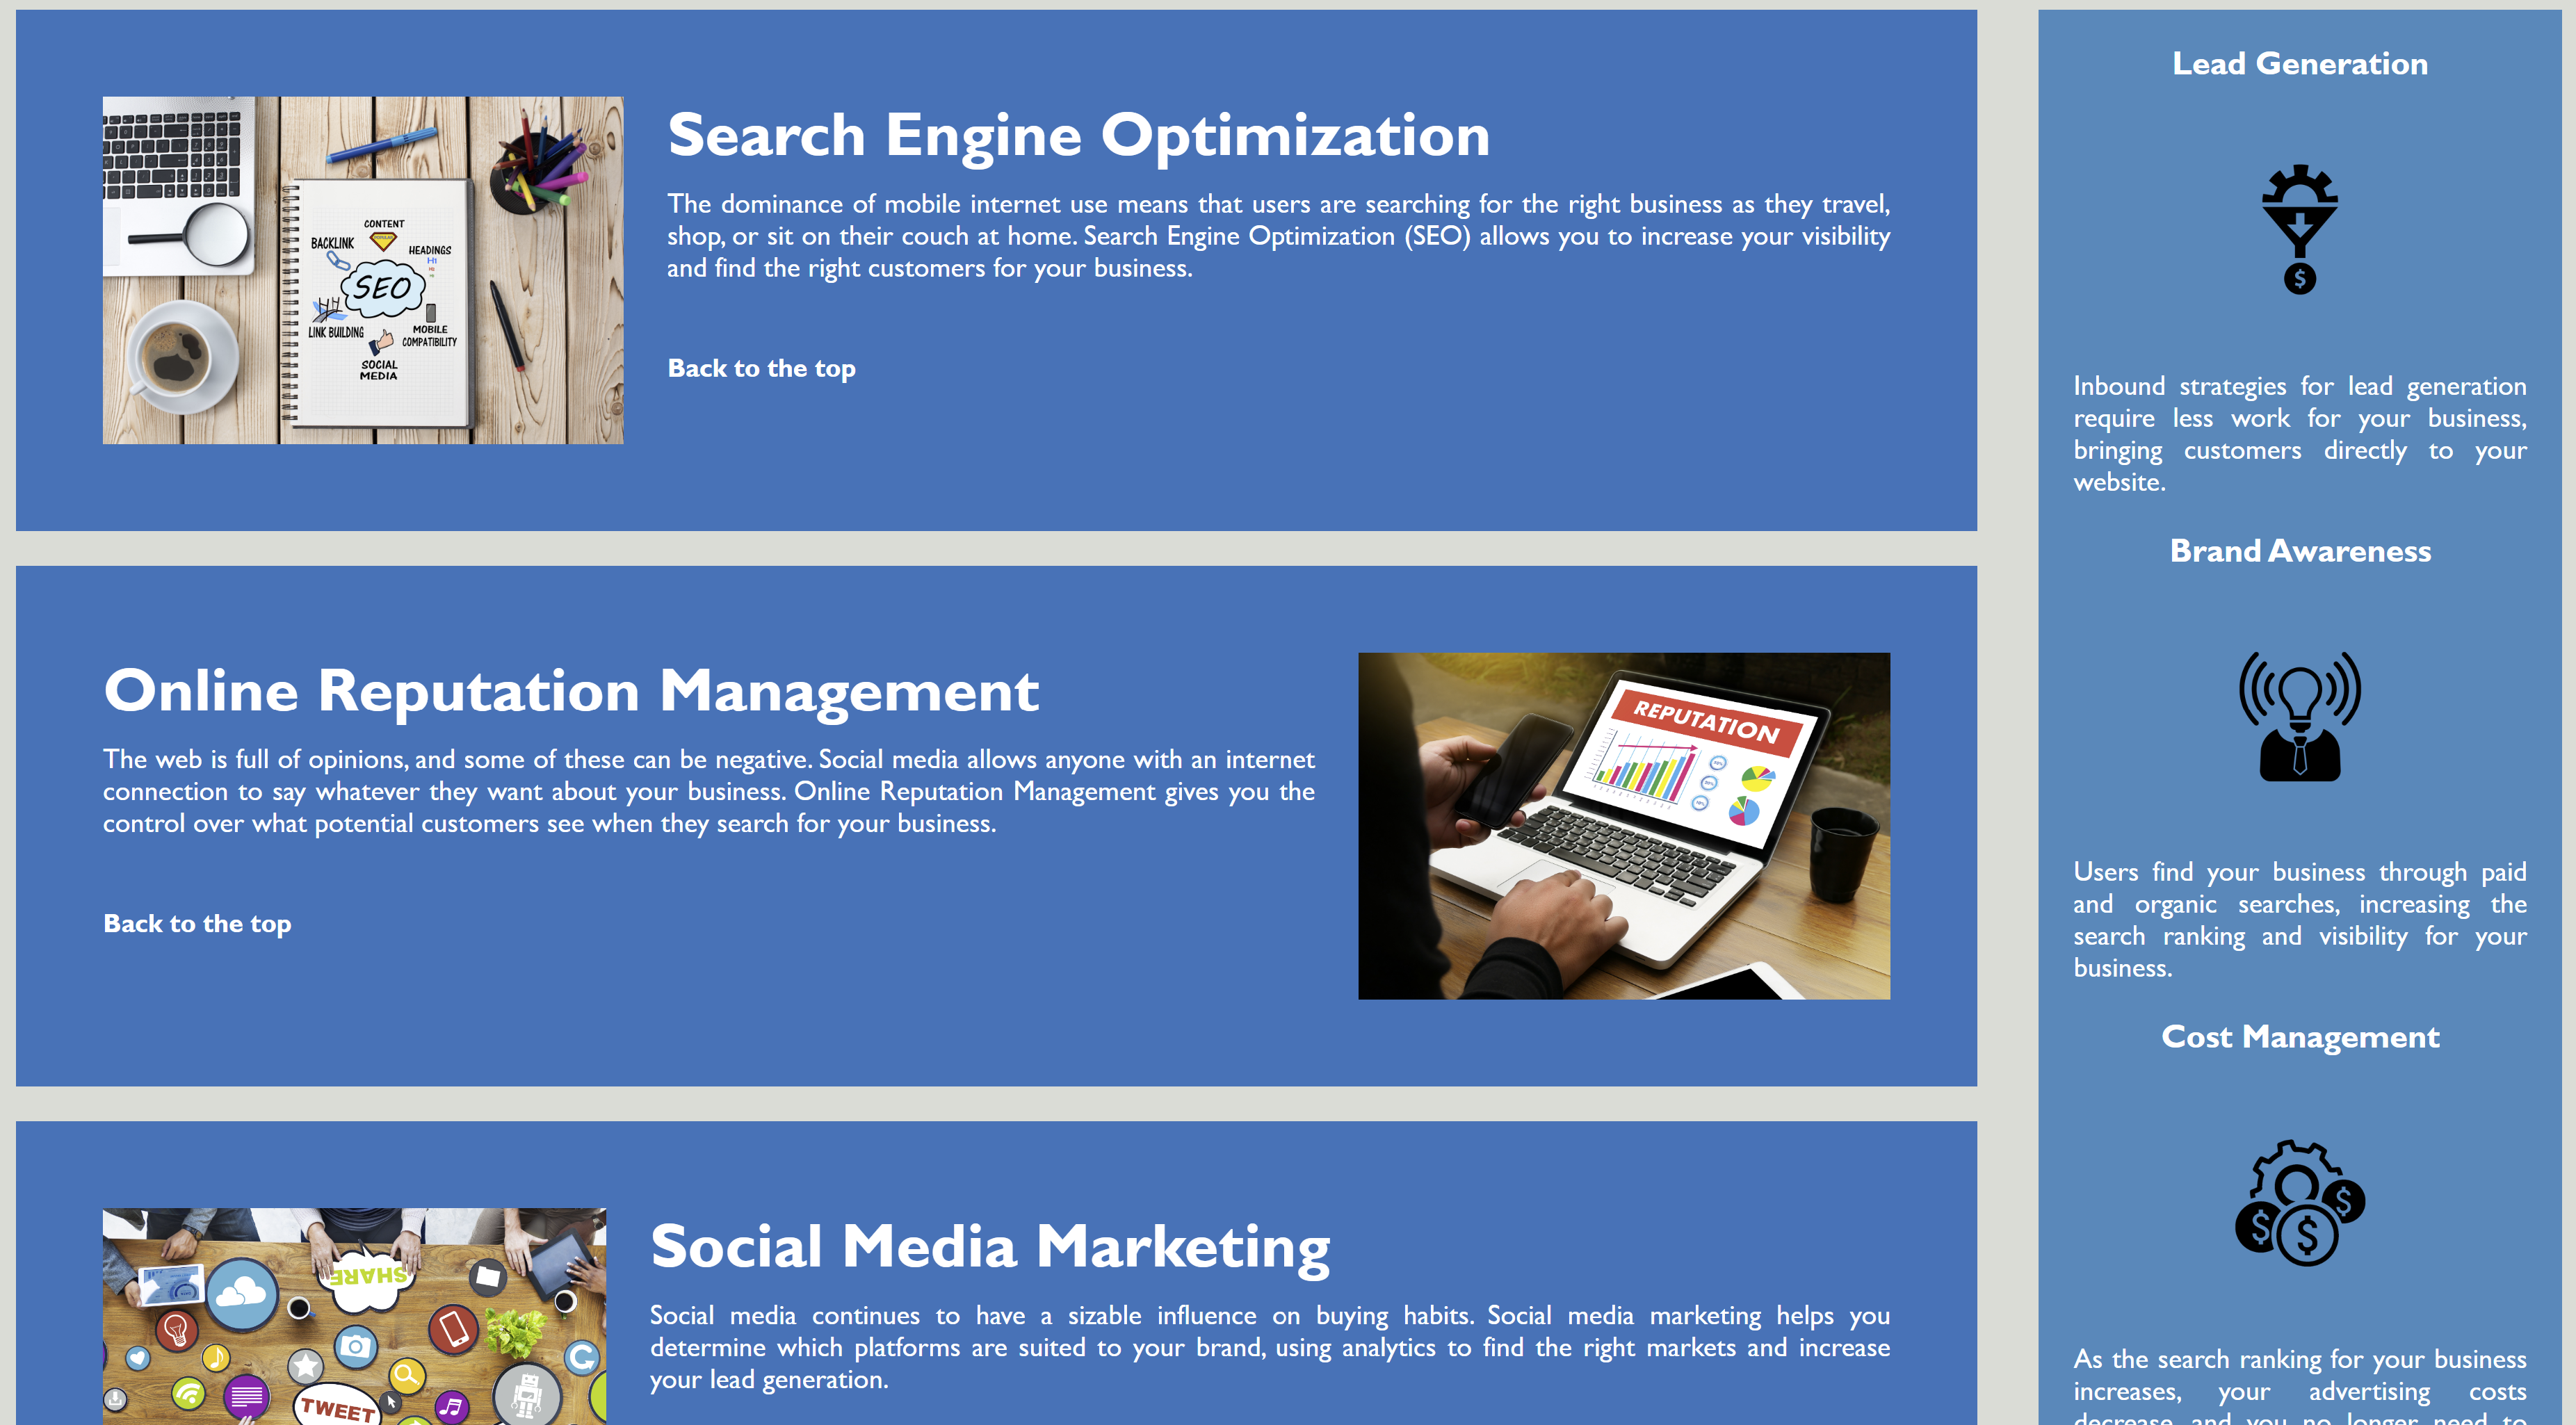 Search Engine Optimization
The dominance of mobile internet use means that users are searching for the right business as they travel,
shop, or sit on their couch at home. Search Engine Optimization (SEO) allows you to increase your visibility
and find the right customers for your business.
Back to the top
CONTENT
BACKLINK
HEADINGS
H1
SEO
LINK BUILDING
MOBILE
COMPATIBILITY
SOCIAL
MEDIA
Online Reputation Management
The web is full of opinions, and some of these can be negative. Social media allows anyone with an internet
connection to say whatever they want about your business. Online Reputation Management gives you the
control over what potential customers see when they search for your business.
Back to the top
REPUTATION
Social Media Marketing
Social media continues to have a sizable influence on buying habits. Social media marketing helps you
determine which platforms are suited to your brand, using analytics to find the right markets and increase
your lead generation.
SHARE
TWEET
Lead Generation
$
Inbound strategies for lead generation
require less work for your business,
bringing customers directly to your
website.
Brand Awareness
Users find your business through paid
and organic searches, increasing the
search ranking and visibility for your
business.
Cost Management
$ $ $
As the search ranking for your business
increases, your advertising costs
decrease, and you no longer need to